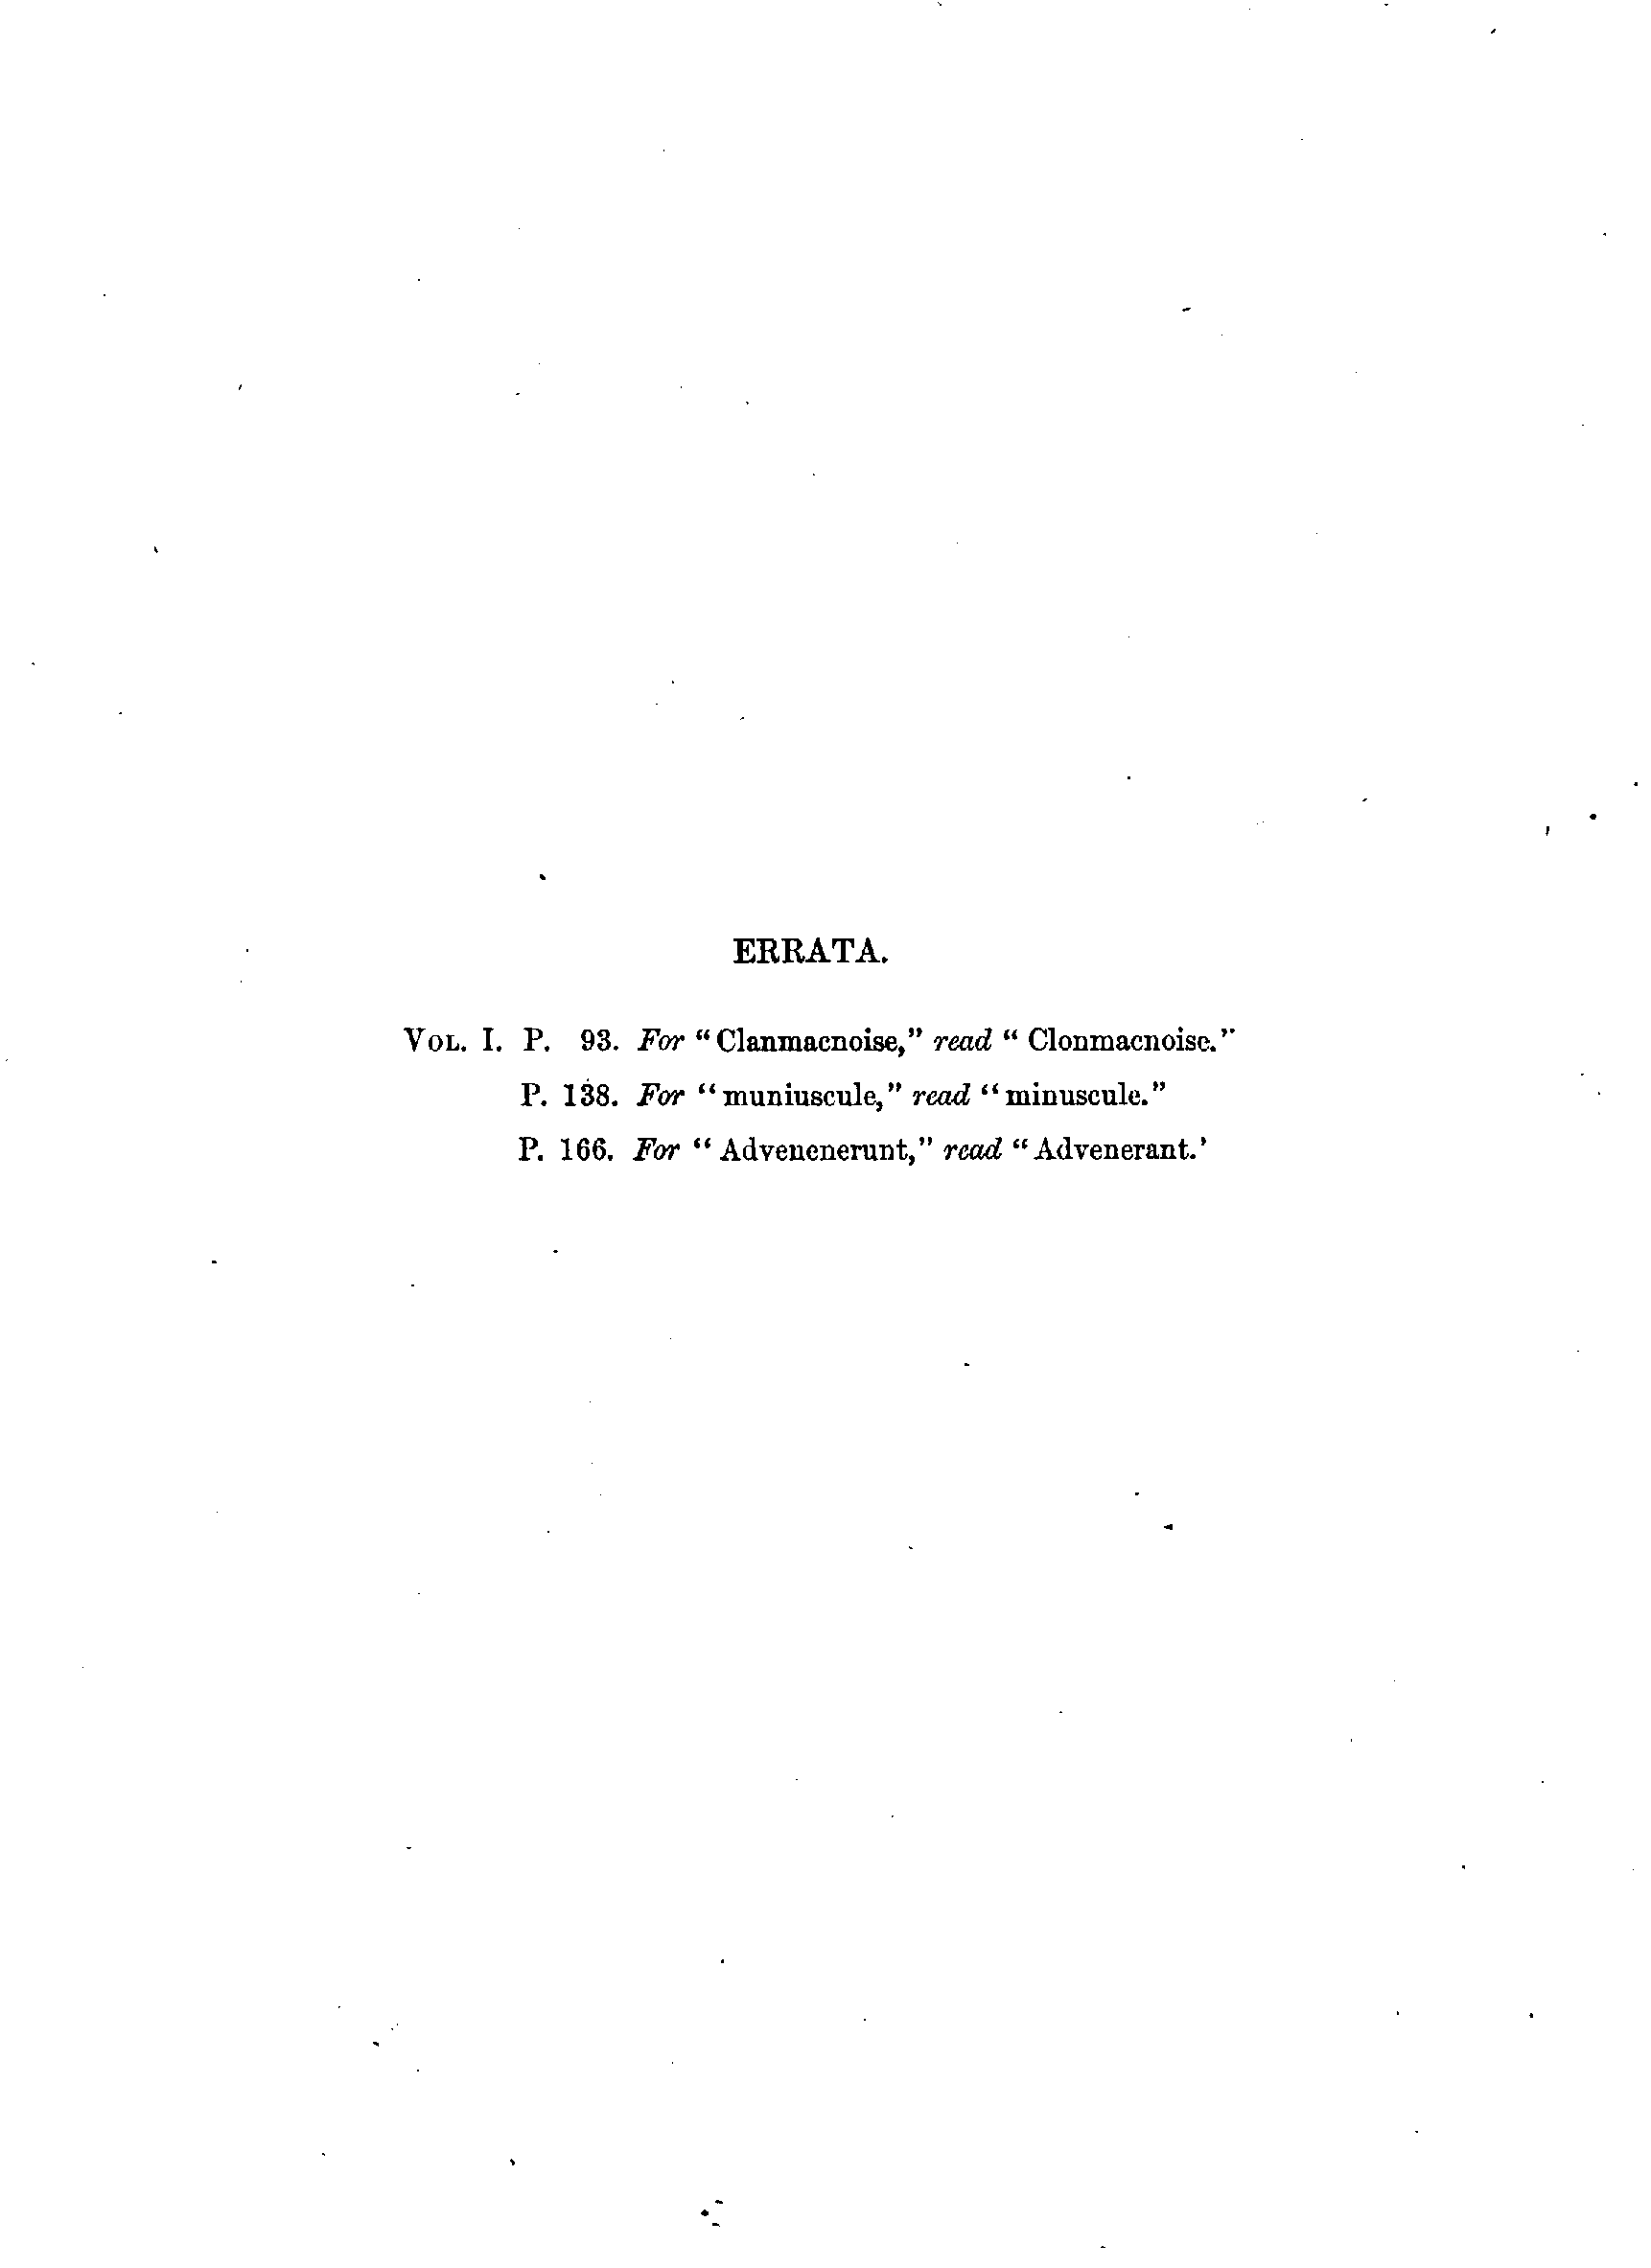 ERRATA.
VOL. I. P. 93. For "Clanmacnoise," read "Clonmacnoise."
P. 138. For "muniuscule," read "minuscule."
P. 166. For "Advenenerunt," read "Advenerant.'